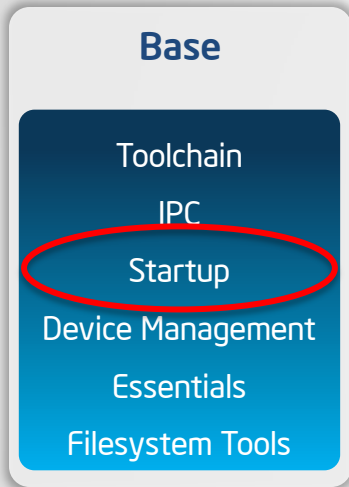 Base
Toolchain
IPC
Startup
Device Management
Essentials
Filesystem Tools